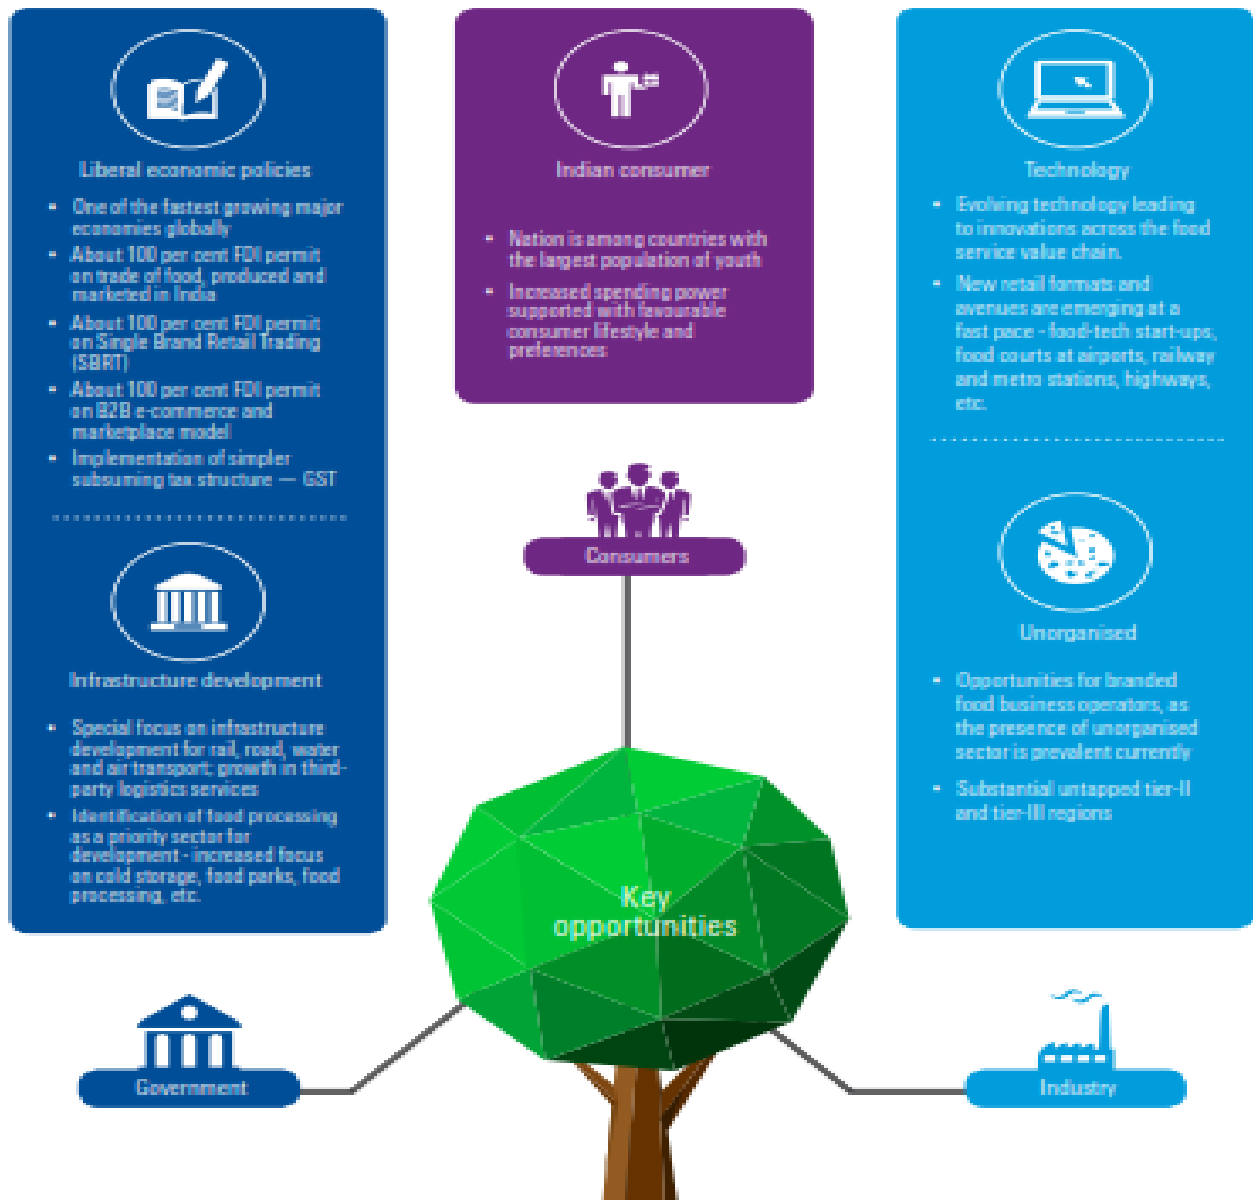 Liberal economic policies
• One of the fastest growing major
economies globally
• About 100 per cent FDI permit
on trade of food, produced and
marketed in India
• About 100 per cent FDI permit
on Single Brand Retail Trading
(SBRT)
• About 100 per cent FDI permit
on B2B e-commerce and
marketplace model
• Implementation of simpler
subsuming tax structure — GST
Infrastructure development
• Special focus on infrastructure
development for rail, road, water
and air transport; growth in third-
party logistics services
• Identification of food processing
as a priority sector for
development - increased focus
on cold storage, food parks, food
processing, etc.
Government
Indian consumer
• Nation is among countries with
the largest population of youth
• Increased spending power
supported with favourable
consumer lifestyle and
preferences
Consumers
Key
opportunities
Technology
• Evolving technology leading
to innovations across the food
service value chain.
• New retail formats and
avenues are emerging at a
fast pace - food-tech start-ups,
food courts at airports, railway
and metro stations, highways,
etc.
Unorganised
• Opportunities for branded
food business operators, as
the presence of unorganised
sector is prevalent currently
• Substantial untapped tier-II
and tier-III regions
Industry